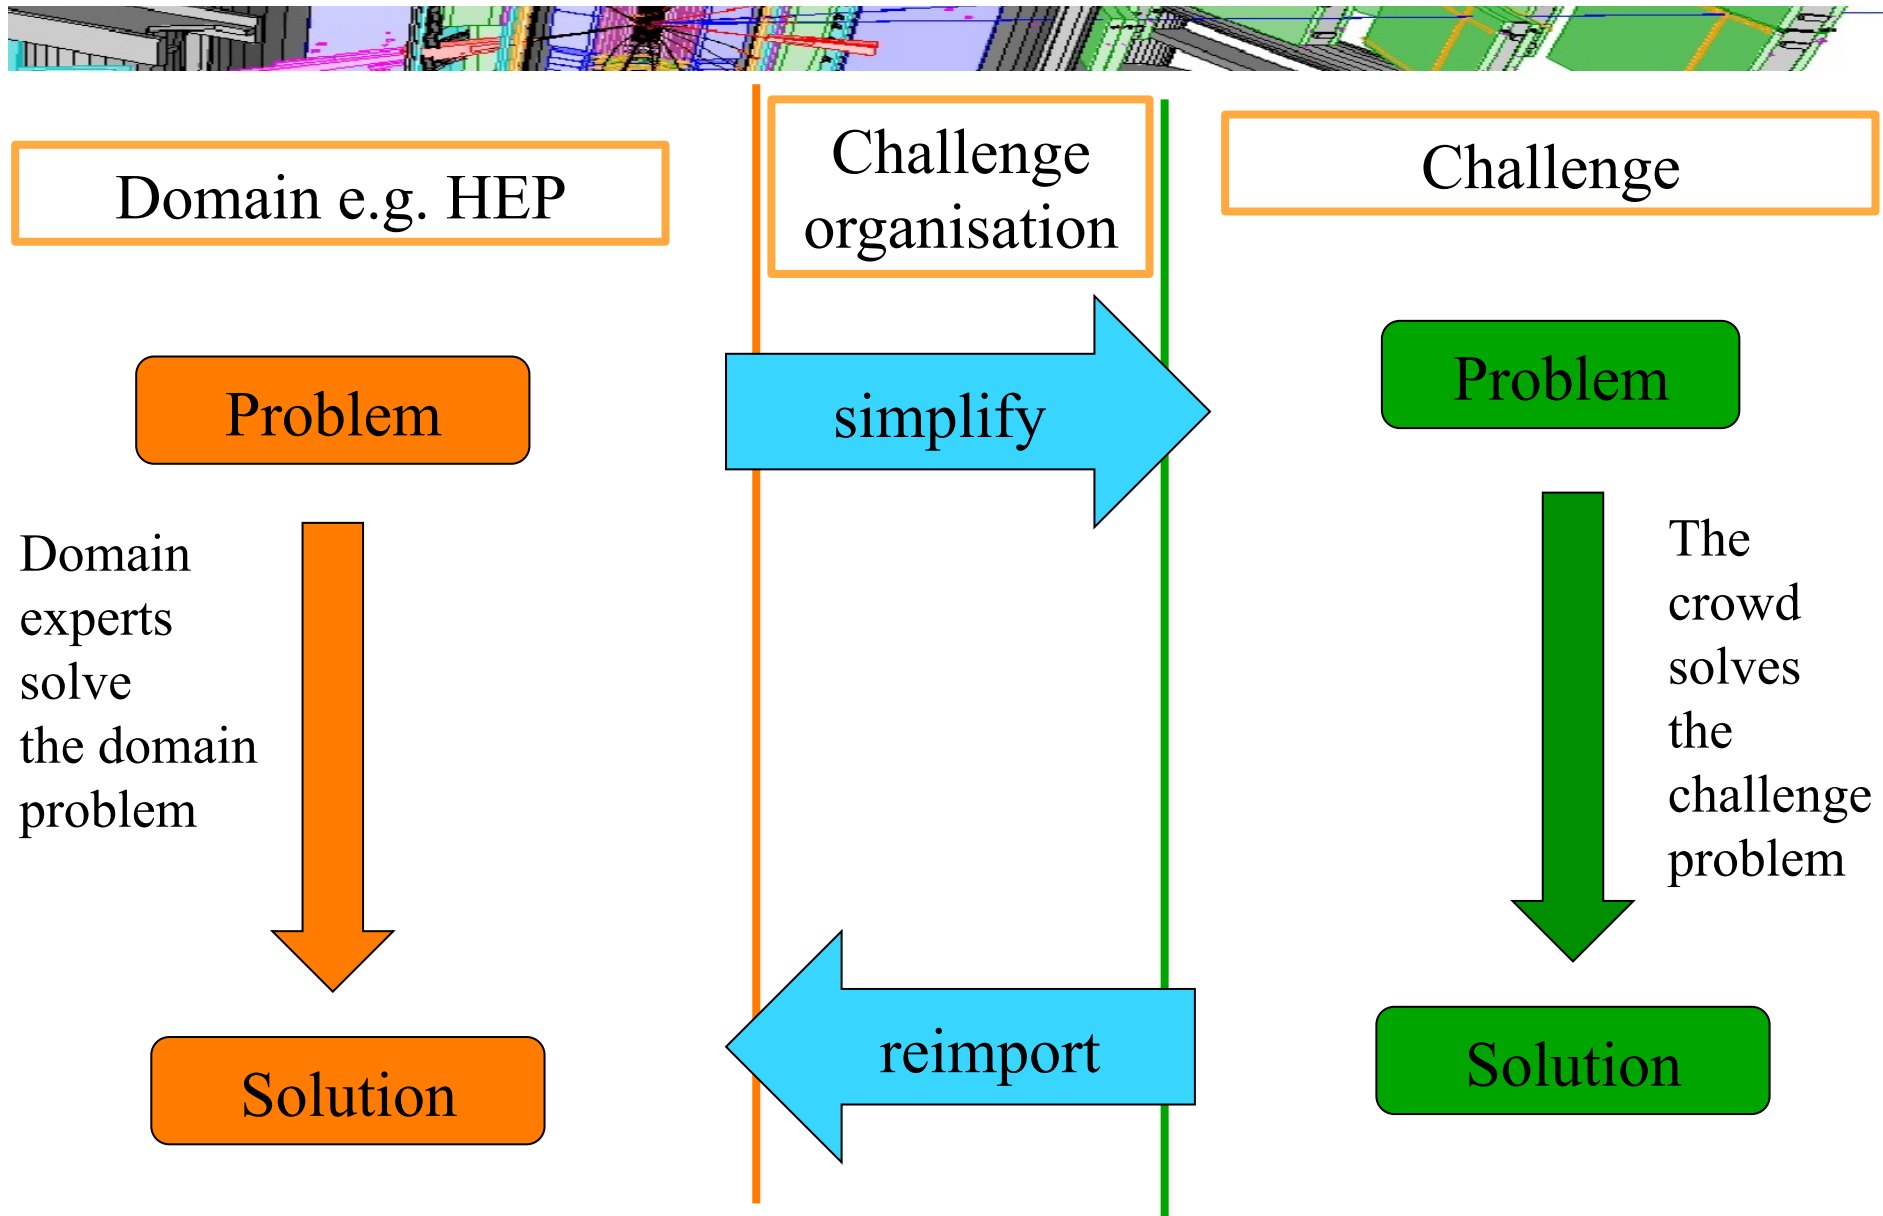 Domain e.g. HEP
Challenge
organisation
Challenge
Problem
simplify
Problem
Domain
experts
solve
the domain
problem
The
crowd
solves
the
challenge
problem
Solution
reimport
Solution